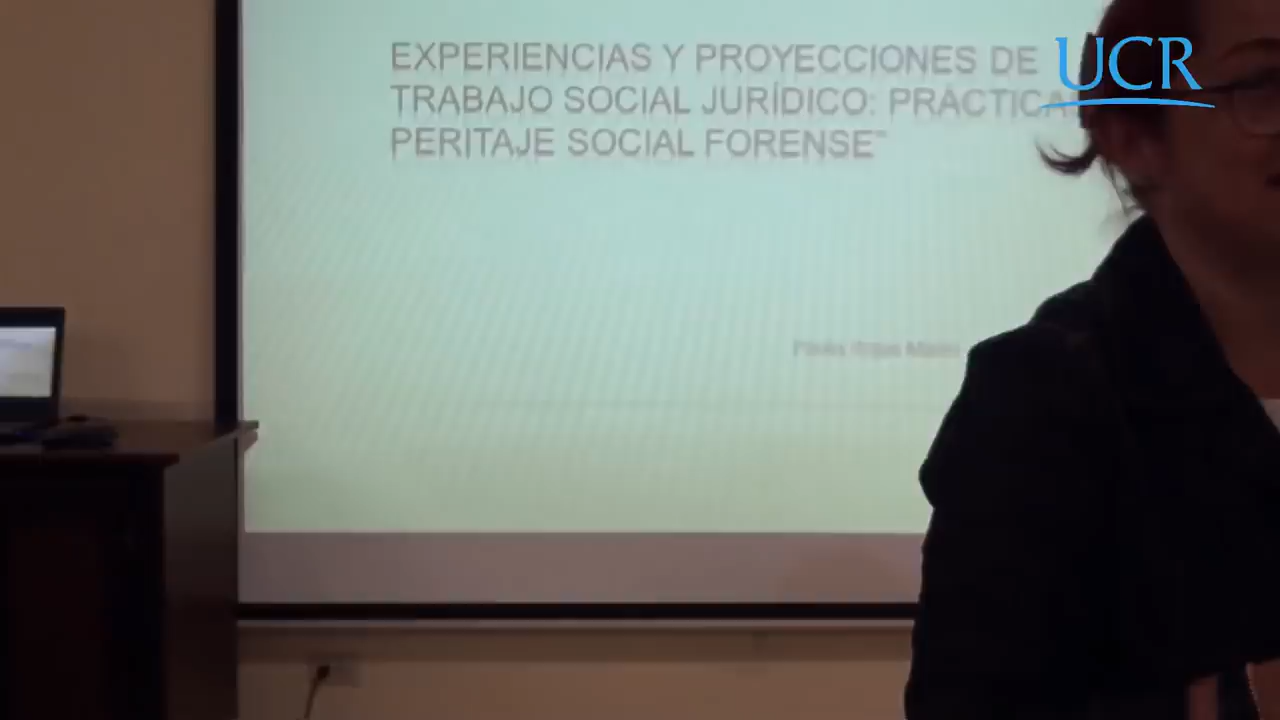 EXPERIENCIAS Y PROYECCIONES DE
TRABAJO SOCIAL JURÍDICO: PRÁCTICA
PERITAJE SOCIAL FORENSE"
UCR